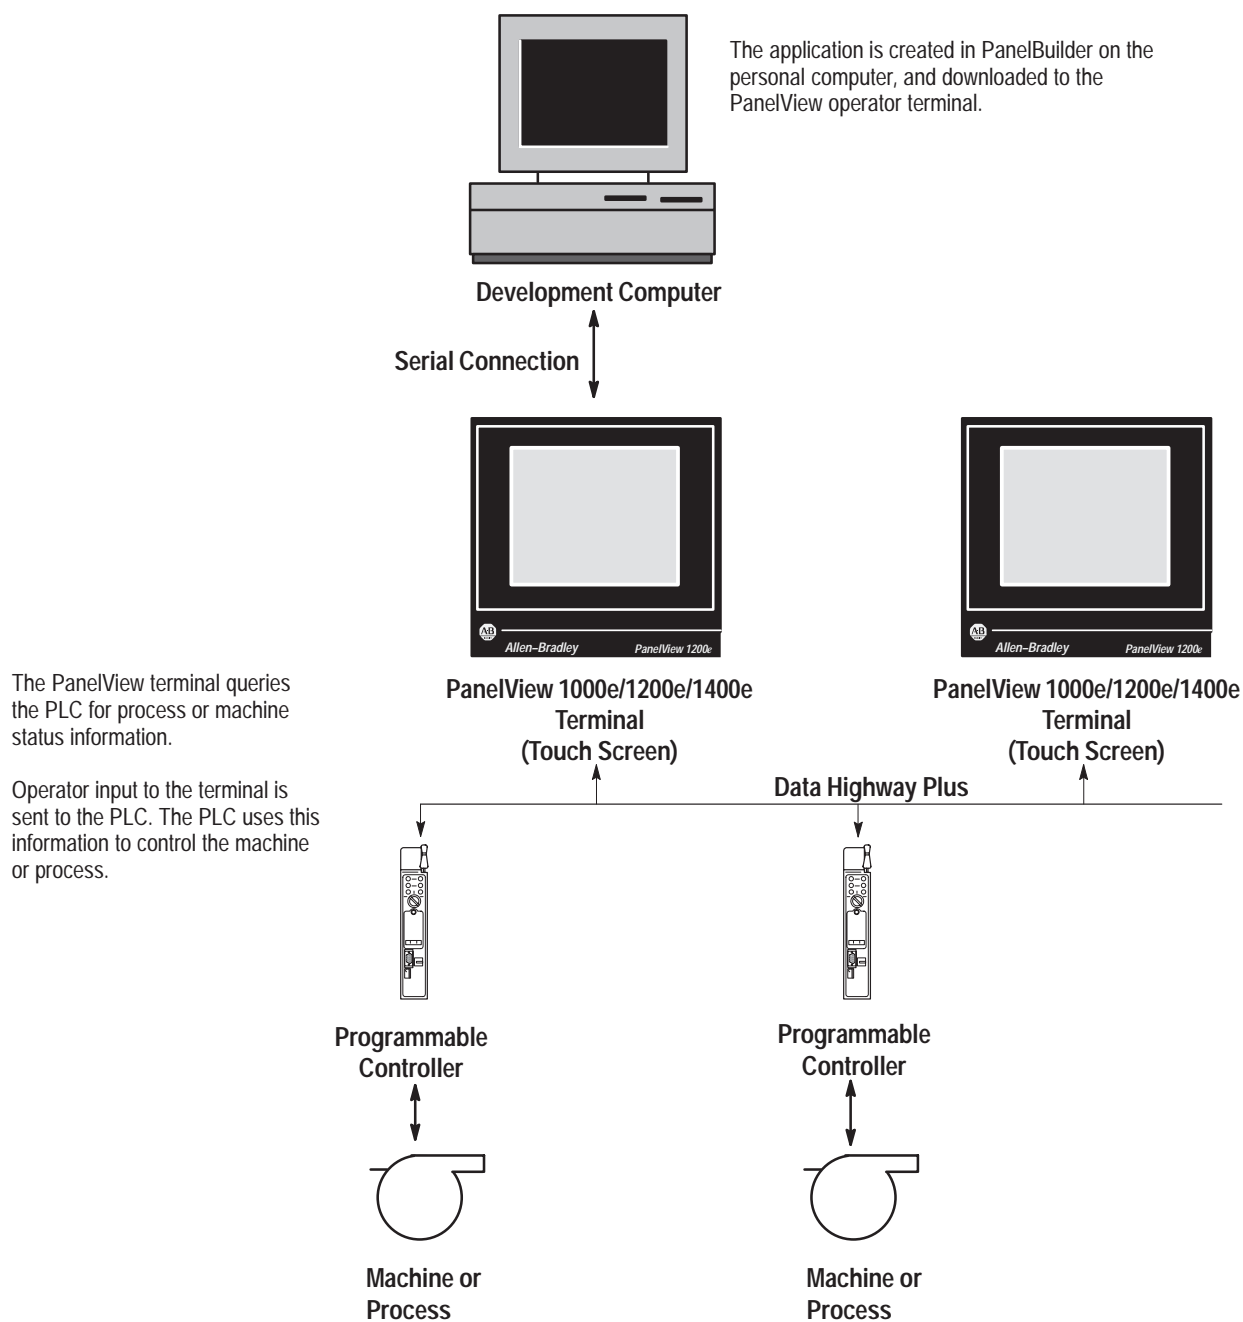 The application is created in PanelBuilder on the
personal computer, and downloaded to the
PanelView operator terminal.
Development Computer
Serial Connection
A·B
Allen–Bradley PanelView 1200e
A·B
Allen–Bradley PanelView 1200e
The PanelView terminal queries
the PLC for process or machine
status information.
Operator input to the terminal is
sent to the PLC. The PLC uses this
information to control the machine
or process.
PanelView 1000e/1200e/1400e
Terminal
(Touch Screen)
PanelView 1000e/1200e/1400e
Terminal
(Touch Screen)
Data Highway Plus
Programmable
Controller
Programmable
Controller
Machine or
Process
Machine or
Process